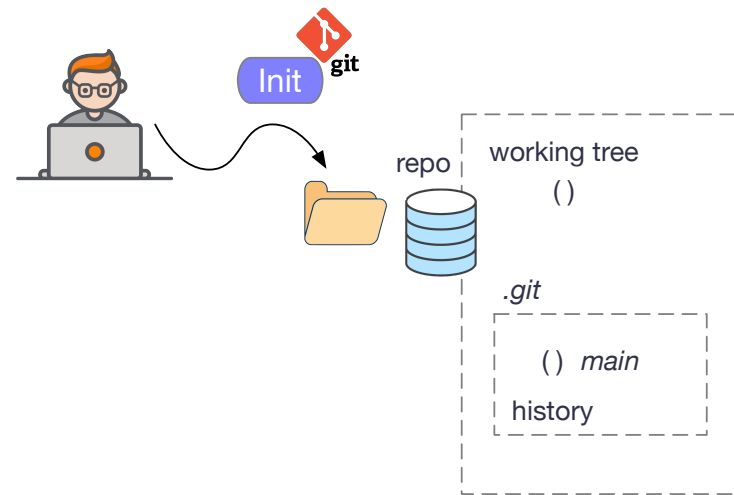 Init
git
repo
working tree
( )
.git
( ) main
history